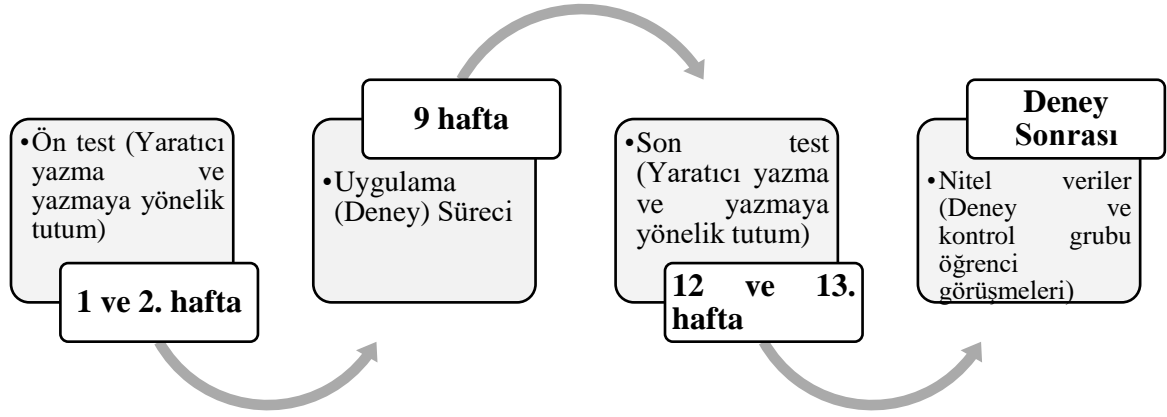 •Ön test (Yaratıcı
yazma ve
yazmaya yönelik
tutum)
1 ve 2. hafta
9 hafta
•Uygulama
(Deney) Süreci
•Son test
(Yaratıcı yazma
ve yazmaya
yönelik tutum)
12 ve 13.
hafta
Deney
Sonrası
•Nitel veriler
(Deney ve
kontrol grubu
öğrenci
görüşmeleri)